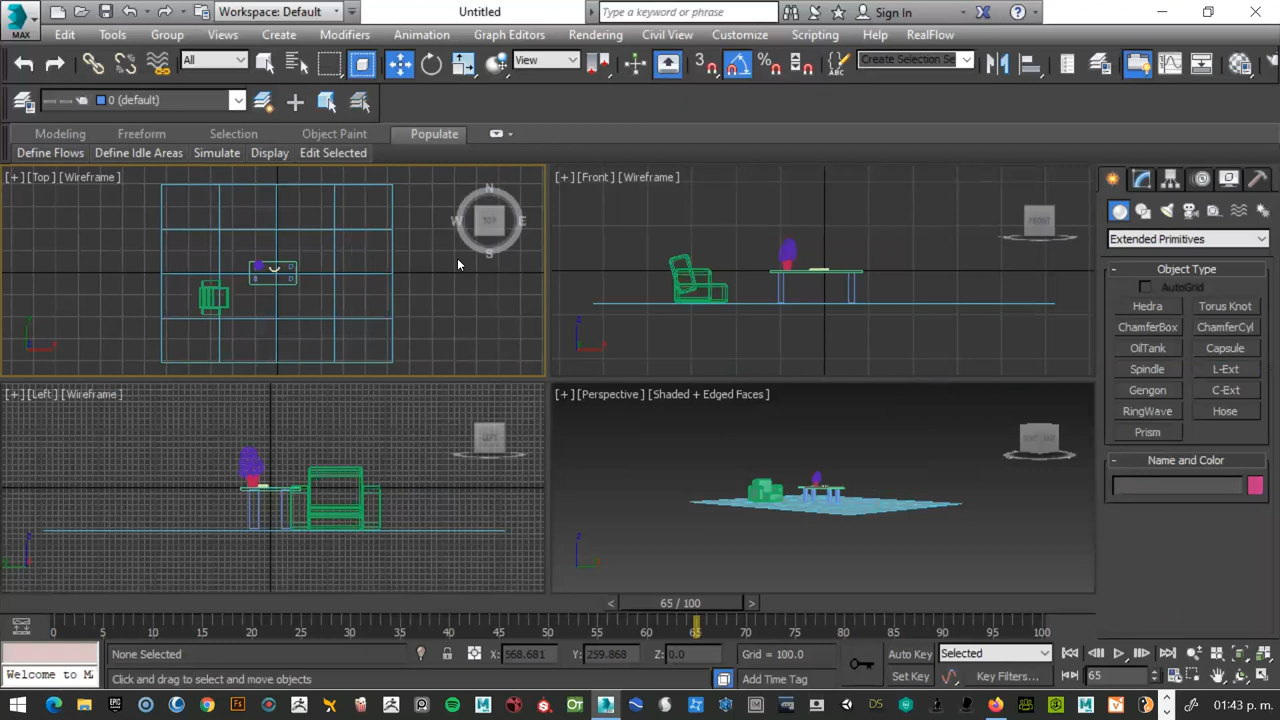 MAX Workspace: Default Untitled Type a keyword or phrase Sign In
Edit Tools Group Views Create Modifiers Animation Graph Editors Rendering Civil View Customize Scripting Help RealFlow
All View 3 % ABC Create Selection Se
0 (default)
Modeling Freeform Selection Object Paint Populate
Define Flows Define Idle Areas Simulate Display Edit Selected
[+] [Top] [Wireframe] [+] [Front] [Wireframe]
N
W TOP E FRONT
S
Extended Primitives
- Object Type
AutoGrid
Hedra Torus Knot
ChamferBox ChamferCyl
OilTank Capsule
Spindle L-Ext
Gengon C-Ext
RingWave Hose
Prism
[+] [Left] [Wireframe] [+] [Perspective] [Shaded + Edged Faces]
LEFT
- Name and Color
< 65 / 100 >
0 5 10 15 20 25 30 35 40 45 50 55 60 65 70 75 80 85 90 95 100
None Selected X: 568.681 Y: 259.868 Z: 0.0 Grid = 100.0 Auto Key Selected
Welcome to M Click and drag to select and move objects Add Time Tag Set Key Key Filters... 65
01:43 p. m.